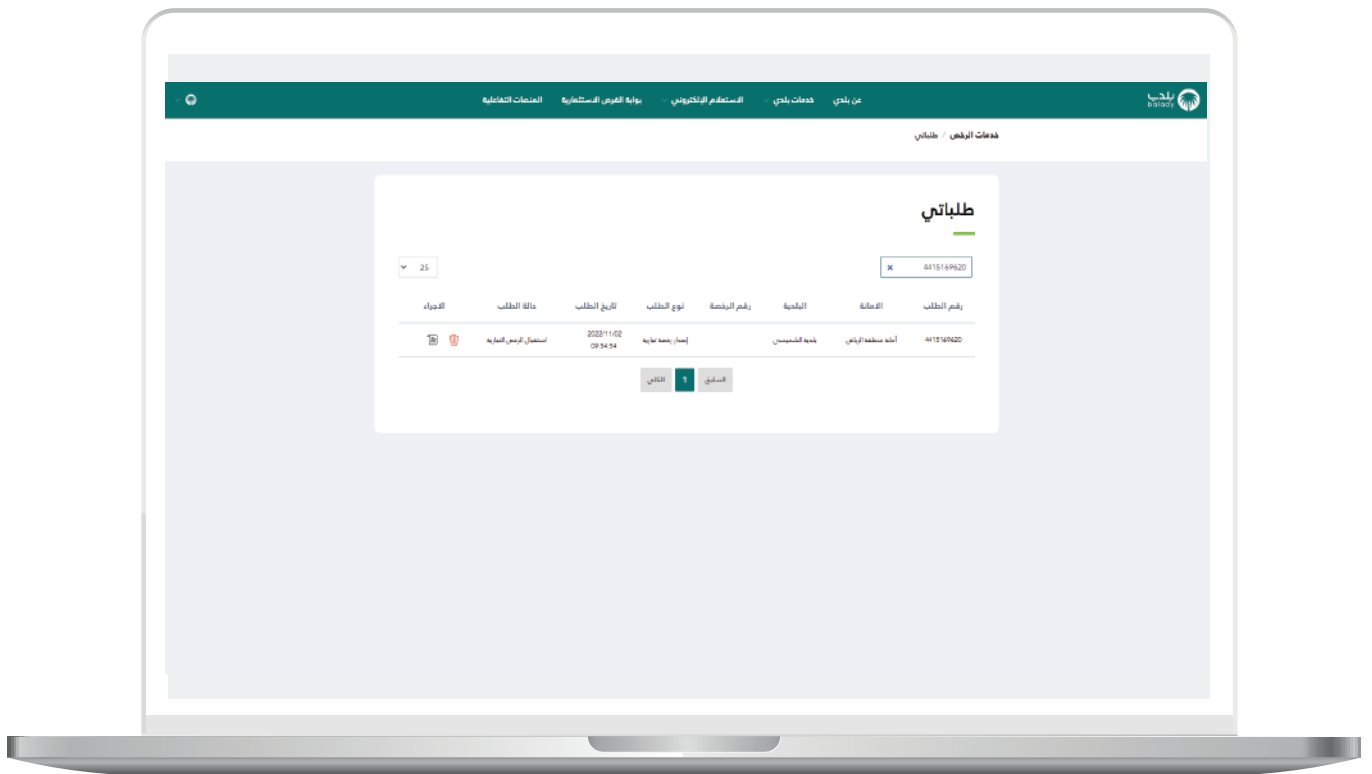 بلدي
balady
عن بلدي
خدمات بلدي
الاستعلام الإلكتروني
بوابة الفرص الاستثمارية
المنصات التفاعلية
خدمات الرخص / طلباتي
طلباتي
4415169620
25
رقم الطلب الامانة البلدية رقم الرخصة نوع الطلب تاريخ الطلب حالة الطلب الاجراء
4415169620 أمانة منطقة الرياض بلدية الشميسي إصدار رخصة تجارية 2022/11/02 استقبال الرخص التجارية
09:54:54
السابق 1 التالي